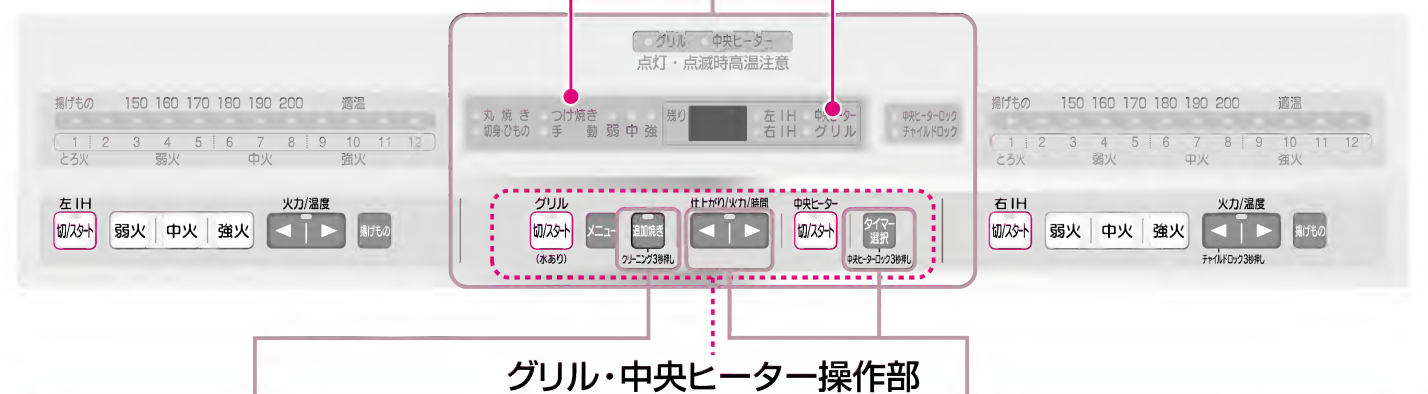 グリル 中央ヒーター
点灯・点滅時高温注意
揚げもの 150 160 170 180 190 200 適温
1 2 3 4 5 6 7 8 9 10 11 12
とろ火 弱火 中火 強火
丸焼き つけ焼き
切身・ひもの 手動 弱 中 強
残り
左IH 中央ヒーター
右IH グリル
中央ヒーターロック
チャイルドロック
揚げもの 150 160 170 180 190 200 適温
1 2 3 4 5 6 7 8 9 10 11 12
とろ火 弱火 中火 強火
左IH 火力/温度
切/スタート 弱火 中火 強火 ◀ ▶ 揚げもの
グリル 仕上がり/火力/時間 中央ヒーター
切/スタート メニュー 追加焼き ◀ ▶ 切/スタート タイマー選択
(水あり) クリーニング3秒押し 中央ヒーターロック3秒押し
右IH 火力/温度
切/スタート 弱火 中火 強火 ◀ ▶ 揚げもの
チャイルドロック3秒押し
グリル・中央ヒーター操作部